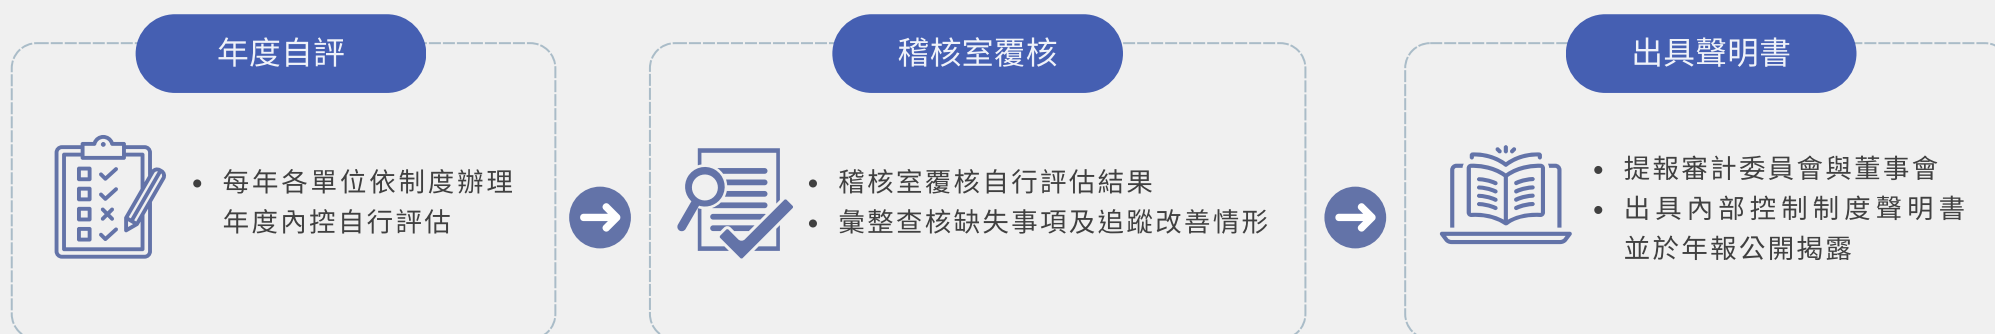 年度自評
• 每年各單位依制度辦理
年度內控自行評估
稽核室覆核
• 稽核室覆核自行評估結果
• 彙整查核缺失事項及追蹤改善情形
出具聲明書
• 提報審計委員會與董事會
• 出具內部控制制度聲明書
並於年報公開揭露